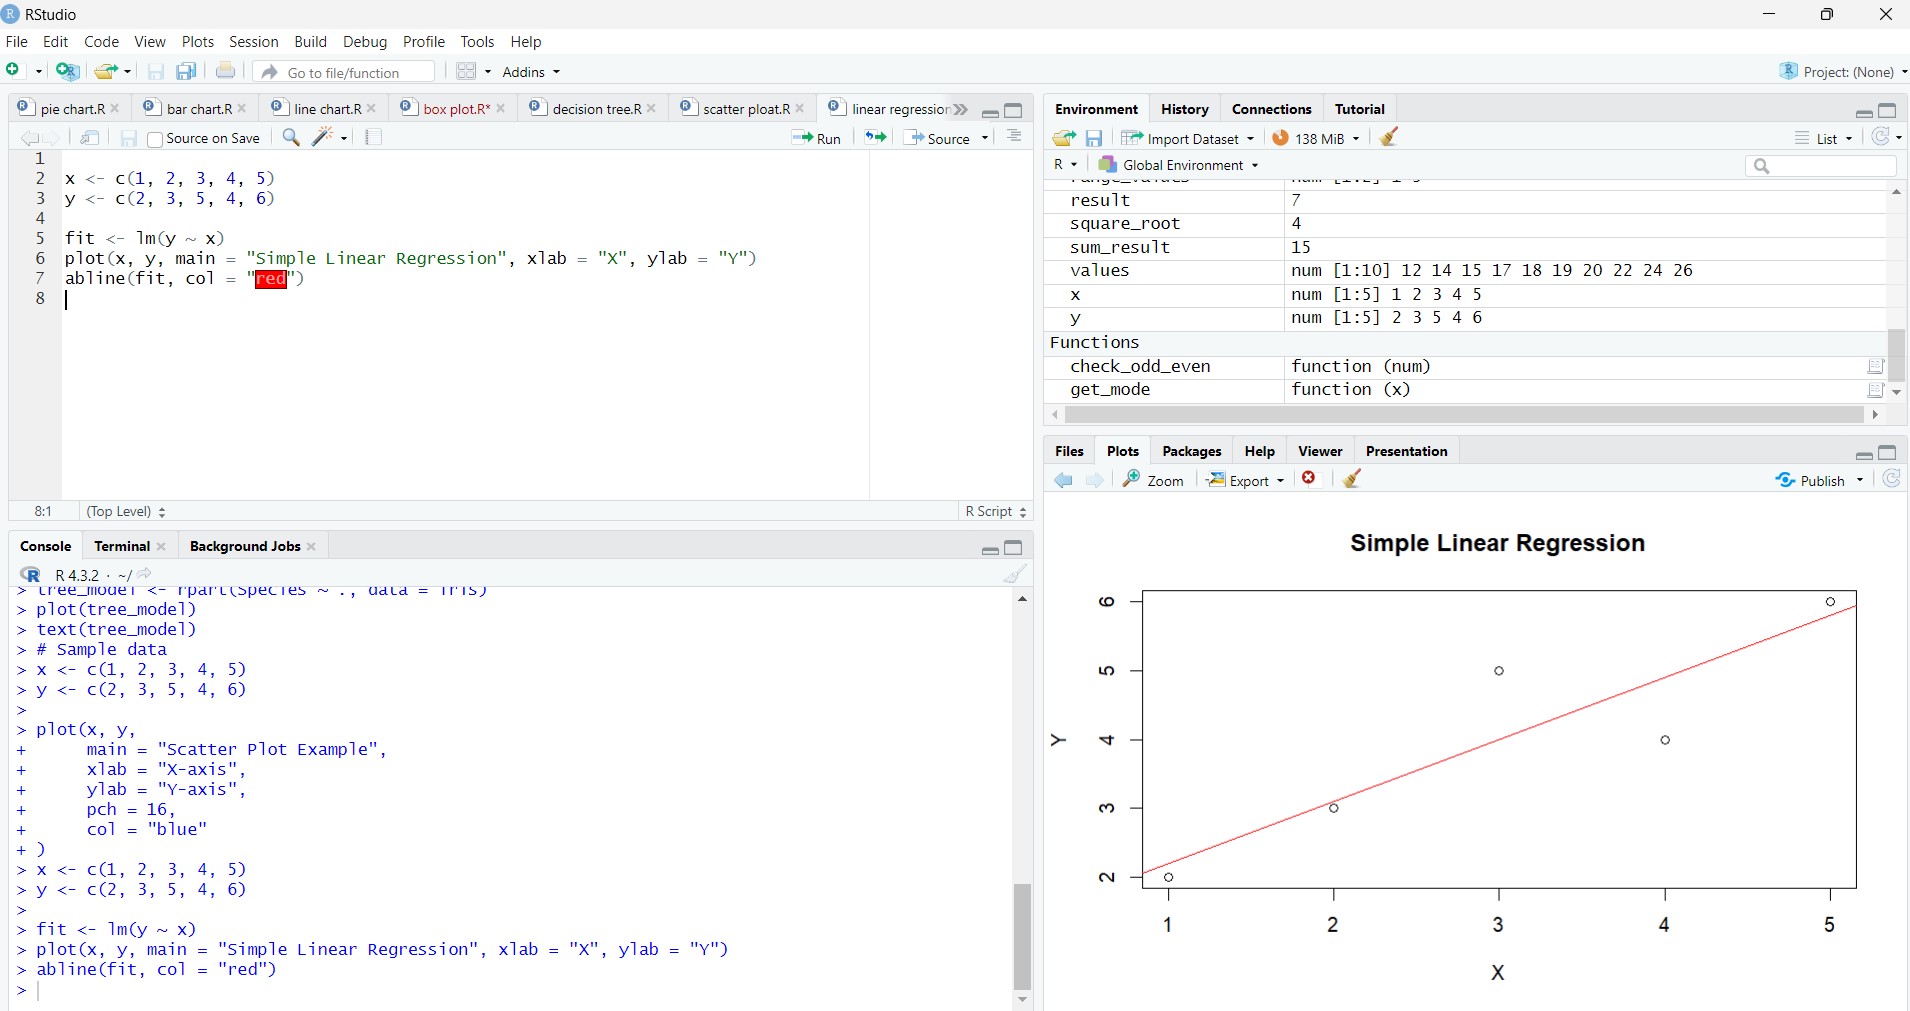 RStudio
File Edit Code View Plots Session Build Debug Profile Tools Help
Go to file/function Addins Project: (None)
pie chart.R bar chart.R line chart.R box plot.R* decision tree.R scatter ploat.R linear regression
Source on Save Run Source
1
2 x <- c(1, 2, 3, 4, 5)
3 y <- c(2, 3, 5, 4, 6)
4
5 fit <- lm(y ~ x)
6 plot(x, y, main = "Simple Linear Regression", xlab = "X", ylab = "Y")
7 abline(fit, col = "red")
8
8:1 (Top Level) R Script
Console Terminal Background Jobs
R 4.3.2 · ~/
> tree_model <- rpart(Species ~ ., data = iris)
> plot(tree_model)
> text(tree_model)
> # Sample data
> x <- c(1, 2, 3, 4, 5)
> y <- c(2, 3, 5, 4, 6)
>
> plot(x, y,
+ main = "Scatter Plot Example",
+ xlab = "X-axis",
+ ylab = "Y-axis",
+ pch = 16,
+ col = "blue"
+ )
> x <- c(1, 2, 3, 4, 5)
> y <- c(2, 3, 5, 4, 6)
>
> fit <- lm(y ~ x)
> plot(x, y, main = "Simple Linear Regression", xlab = "X", ylab = "Y")
> abline(fit, col = "red")
>
Environment History Connections Tutorial
Import Dataset 138 MiB List
R Global Environment
result 7
square_root 4
sum_result 15
values num [1:10] 12 14 15 17 18 19 20 22 24 26
x num [1:5] 1 2 3 4 5
y num [1:5] 2 3 5 4 6
Functions
check_odd_even function (num)
get_mode function (x)
Files Plots Packages Help Viewer Presentation
Zoom Export Publish
Simple Linear Regression
6
5
4
3
2
Y
1 2 3 4 5
X